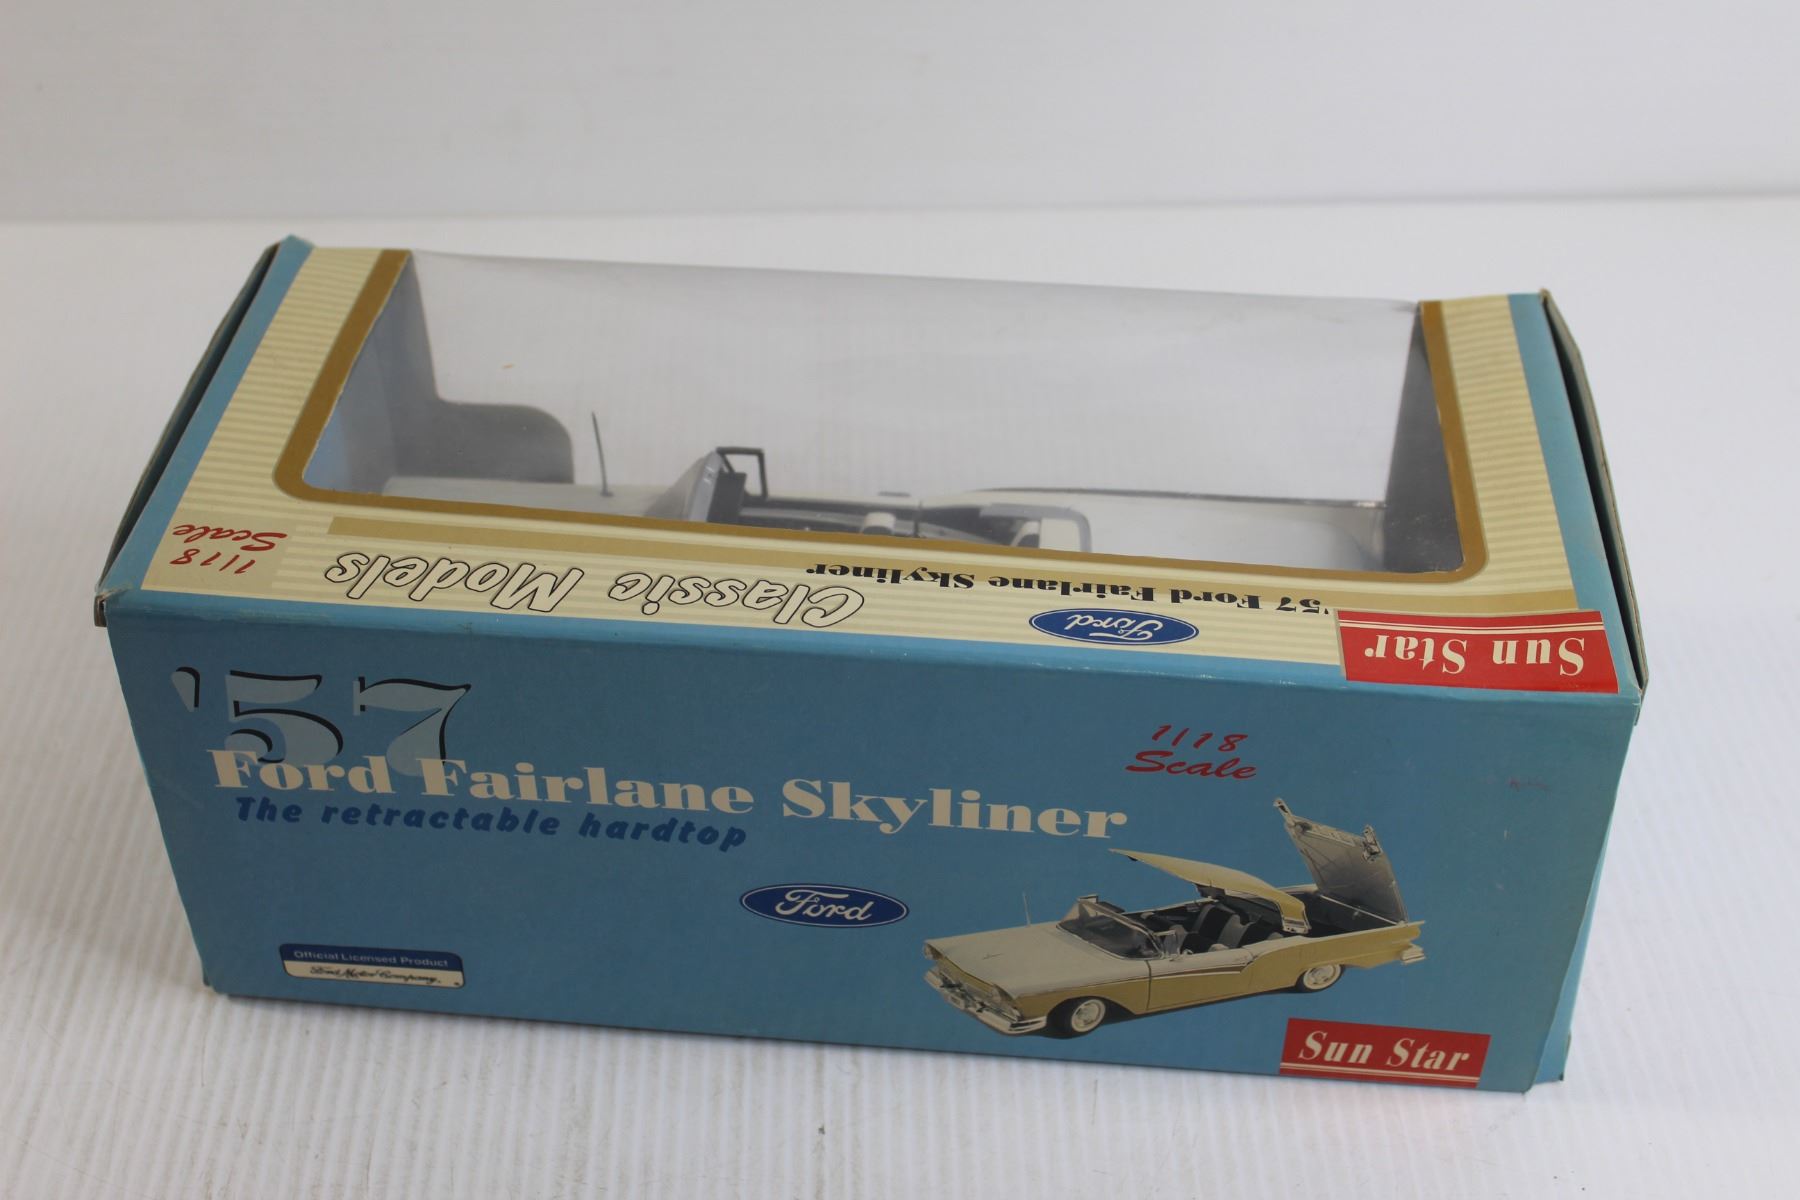 1/18
Scale
Classic Models
'57 Ford Fairlane Skyliner
Ford
Sun Star
'57
Ford Fairlane Skyliner
The retractable hardtop
1/18
Scale
Ford
Official Licensed Product
Ford Motor Company
Sun Star